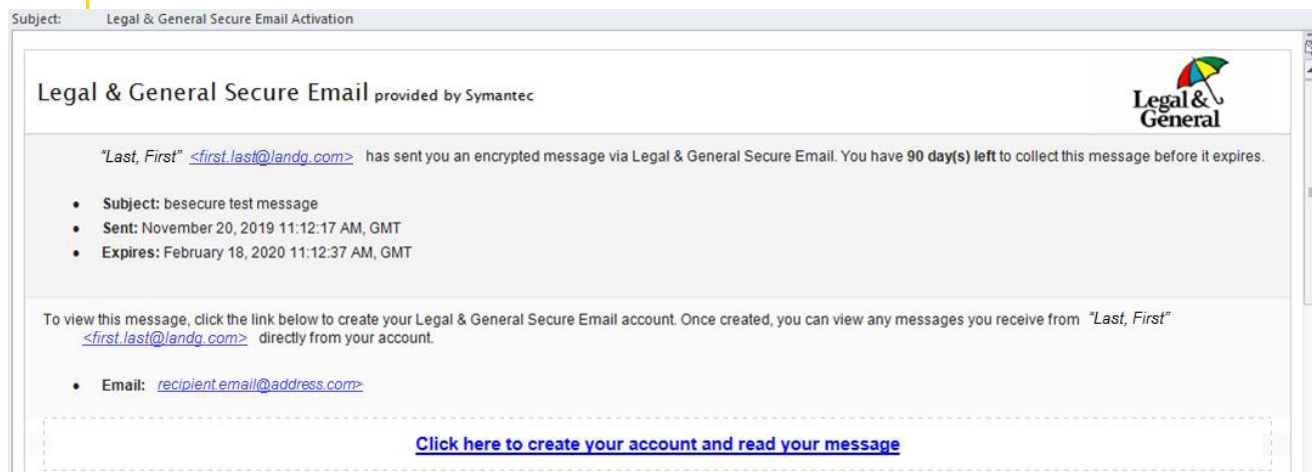 Subject: Legal & General Secure Email Activation
Legal & General Secure Email provided by Symantec
Legal &
General
“Last, First” <first.last@landg.com> has sent you an encrypted message via Legal & General Secure Email. You have 90 day(s) left to collect this message before it expires.
• Subject: besecure test message
• Sent: November 20, 2019 11:12:17 AM, GMT
• Expires: February 18, 2020 11:12:37 AM, GMT
To view this message, click the link below to create your Legal & General Secure Email account. Once created, you can view any messages you receive from “Last, First”
<first.last@landg.com> directly from your account.
• Email: recipient.email@address.com>
Click here to create your account and read your message